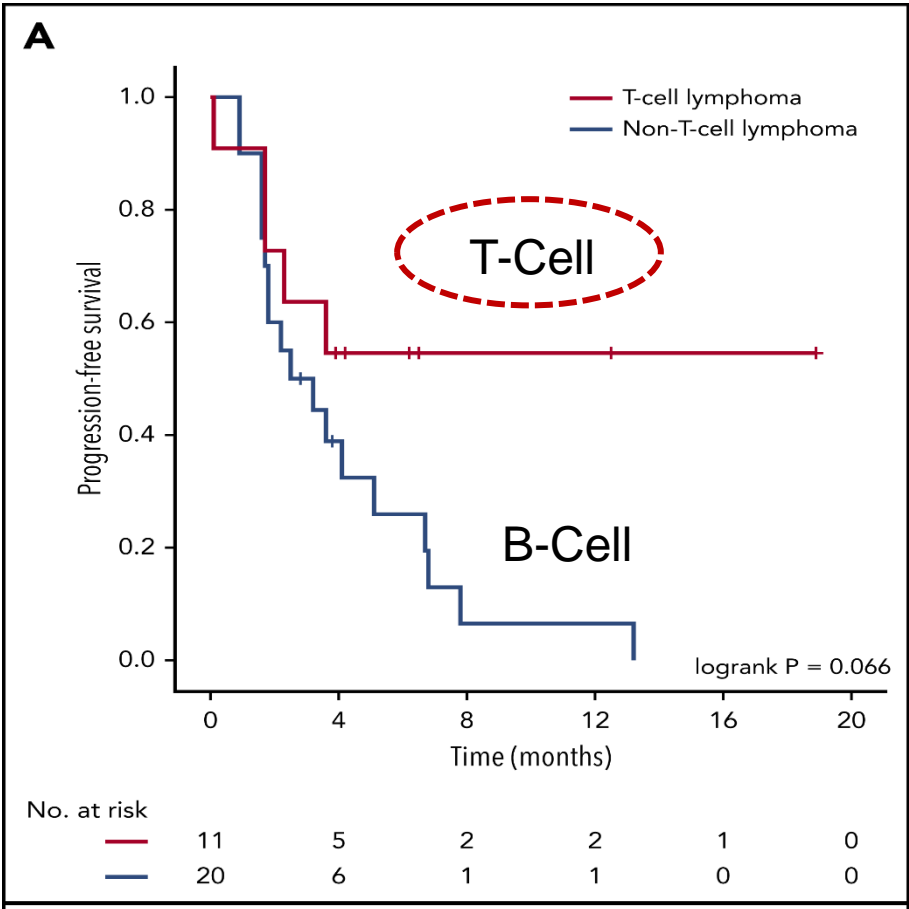 A
T-cell lymphoma
Non-T-cell lymphoma
1.0
0.8
0.6
0.4
0.2
0.0
Progression-free survival
T-Cell
B-Cell
logrank P = 0.066
0 4 8 12 16 20
Time (months)
No. at risk
11 5 2 2 1 0
20 6 1 1 0 0